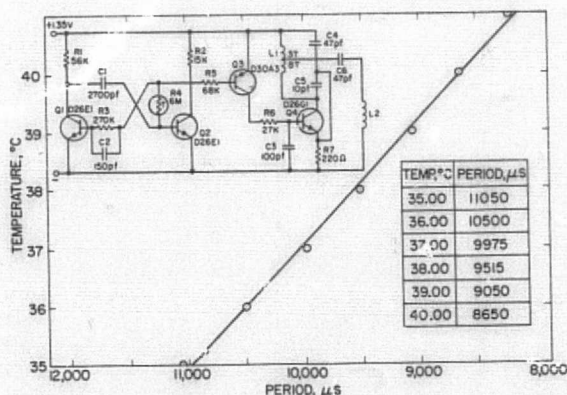 +1.35V
R1
56K
C1
2700pf
R2
15K
Q3
D30A3
L1
3T
8T
C4
47pf
C6
47pf
R4
6M
R5
68K
C5
10pf
Q4
D26G1
L2
Q1 D26E1
R3
270K
C2
150pf
Q2
D26E1
R6
27K
C3
100pf
R7
220Ω
TEMPERATURE, °C
40
39
38
37
36
35
TEMP,°C PERIOD,μS
35.00 11050
36.00 10500
37.00 9975
38.00 9515
39.00 9050
40.00 8650
12,000 11,000 10,000 9,000 8,000
PERIOD, μS